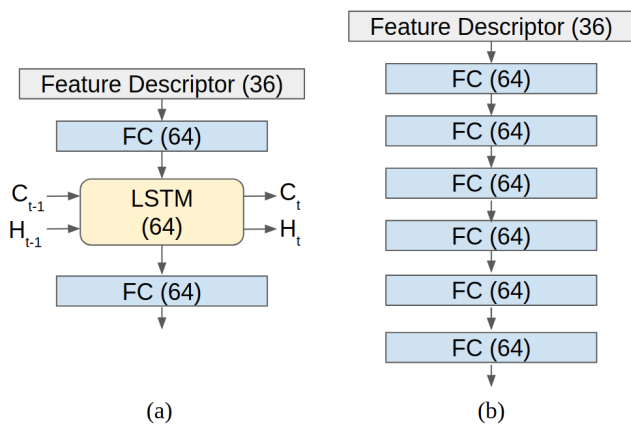 Feature Descriptor (36)
FC (64)
C t-1
H t-1
LSTM
(64)
C t
H t
FC (64)
(a)
Feature Descriptor (36)
FC (64)
FC (64)
FC (64)
FC (64)
FC (64)
FC (64)
(b)